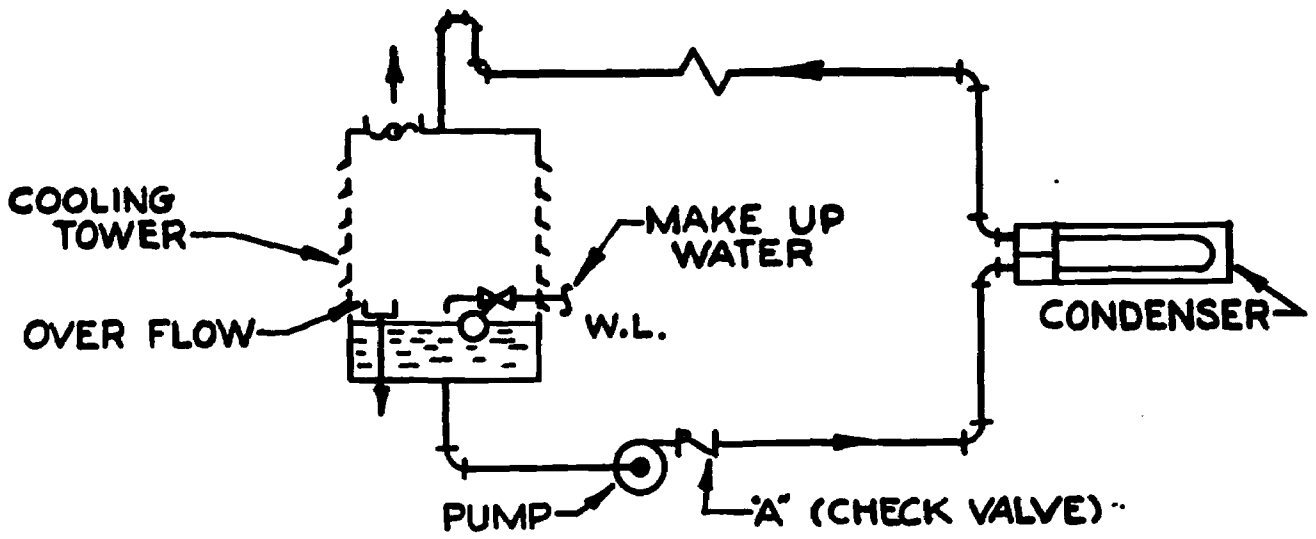 COOLING
TOWER
MAKE UP
WATER
OVER FLOW
W.L.
CONDENSER
PUMP
"A" (CHECK VALVE)